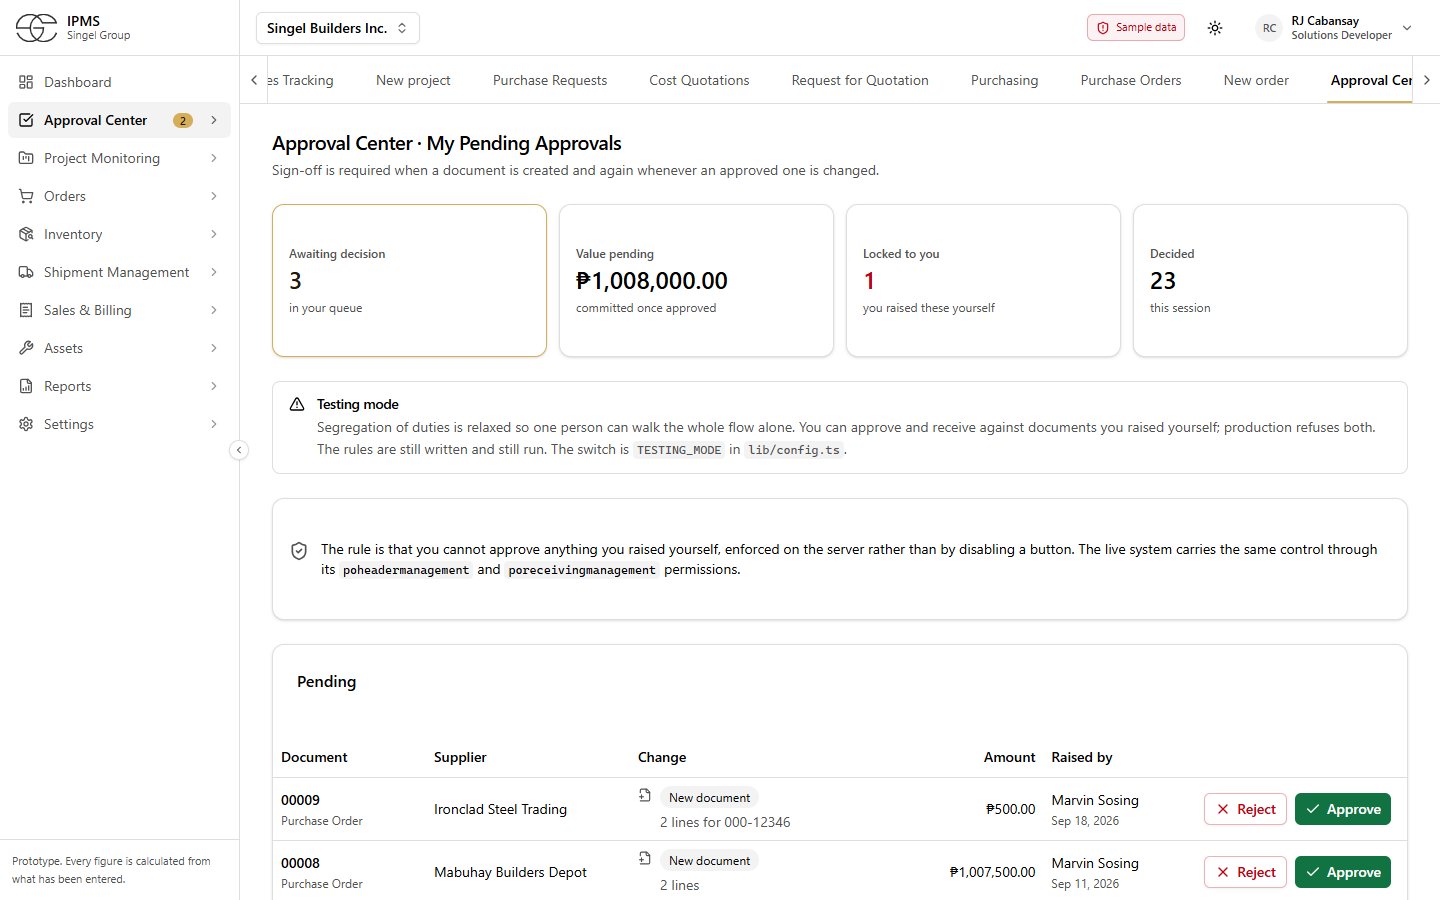 IPMS
Singel Group
Singel Builders Inc.
Sample data
RC
RJ Cabansay
Solutions Developer
Dashboard
Approval Center
2
Project Monitoring
Orders
Inventory
Shipment Management
Sales & Billing
Assets
Reports
Settings
Prototype. Every figure is calculated from
what has been entered.
es Tracking
New project
Purchase Requests
Cost Quotations
Request for Quotation
Purchasing
Purchase Orders
New order
Approval Cer
Approval Center · My Pending Approvals
Sign-off is required when a document is created and again whenever an approved one is changed.
Awaiting decision
3
in your queue
Value pending
₱1,008,000.00
committed once approved
Locked to you
1
you raised these yourself
Decided
23
this session
Testing mode
Segregation of duties is relaxed so one person can walk the whole flow alone. You can approve and receive against documents you raised yourself; production refuses both.
The rules are still written and still run. The switch is TESTING_MODE in lib/config.ts.
The rule is that you cannot approve anything you raised yourself, enforced on the server rather than by disabling a button. The live system carries the same control through
its poheadermanagement and poreceivingmanagement permissions.
Pending
Document Supplier Change Amount Raised by
00009
Purchase Order
Ironclad Steel Trading
New document
2 lines for 000-12346
₱500.00
Marvin Sosing
Sep 18, 2026
Reject
Approve
00008
Purchase Order
Mabuhay Builders Depot
New document
2 lines
₱1,007,500.00
Marvin Sosing
Sep 11, 2026
Reject
Approve